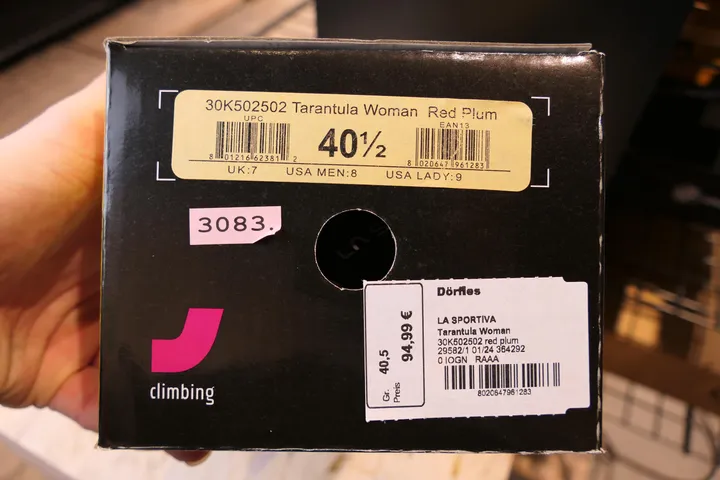 30K502502 Tarantula Woman Red Plum
UPC
EAN13
40½
8 01216 62381 2
8 020647 961283
UK:7 USA MEN:8 USA LADY:9
3083.
climbing
Dörfles
Gr. 40,5
Preis 94,99 €
LA SPORTIVA
Tarantula Woman
30K502502 red plum
29582/1 01/24 364292
0 IOGN RAAA
8020647961283